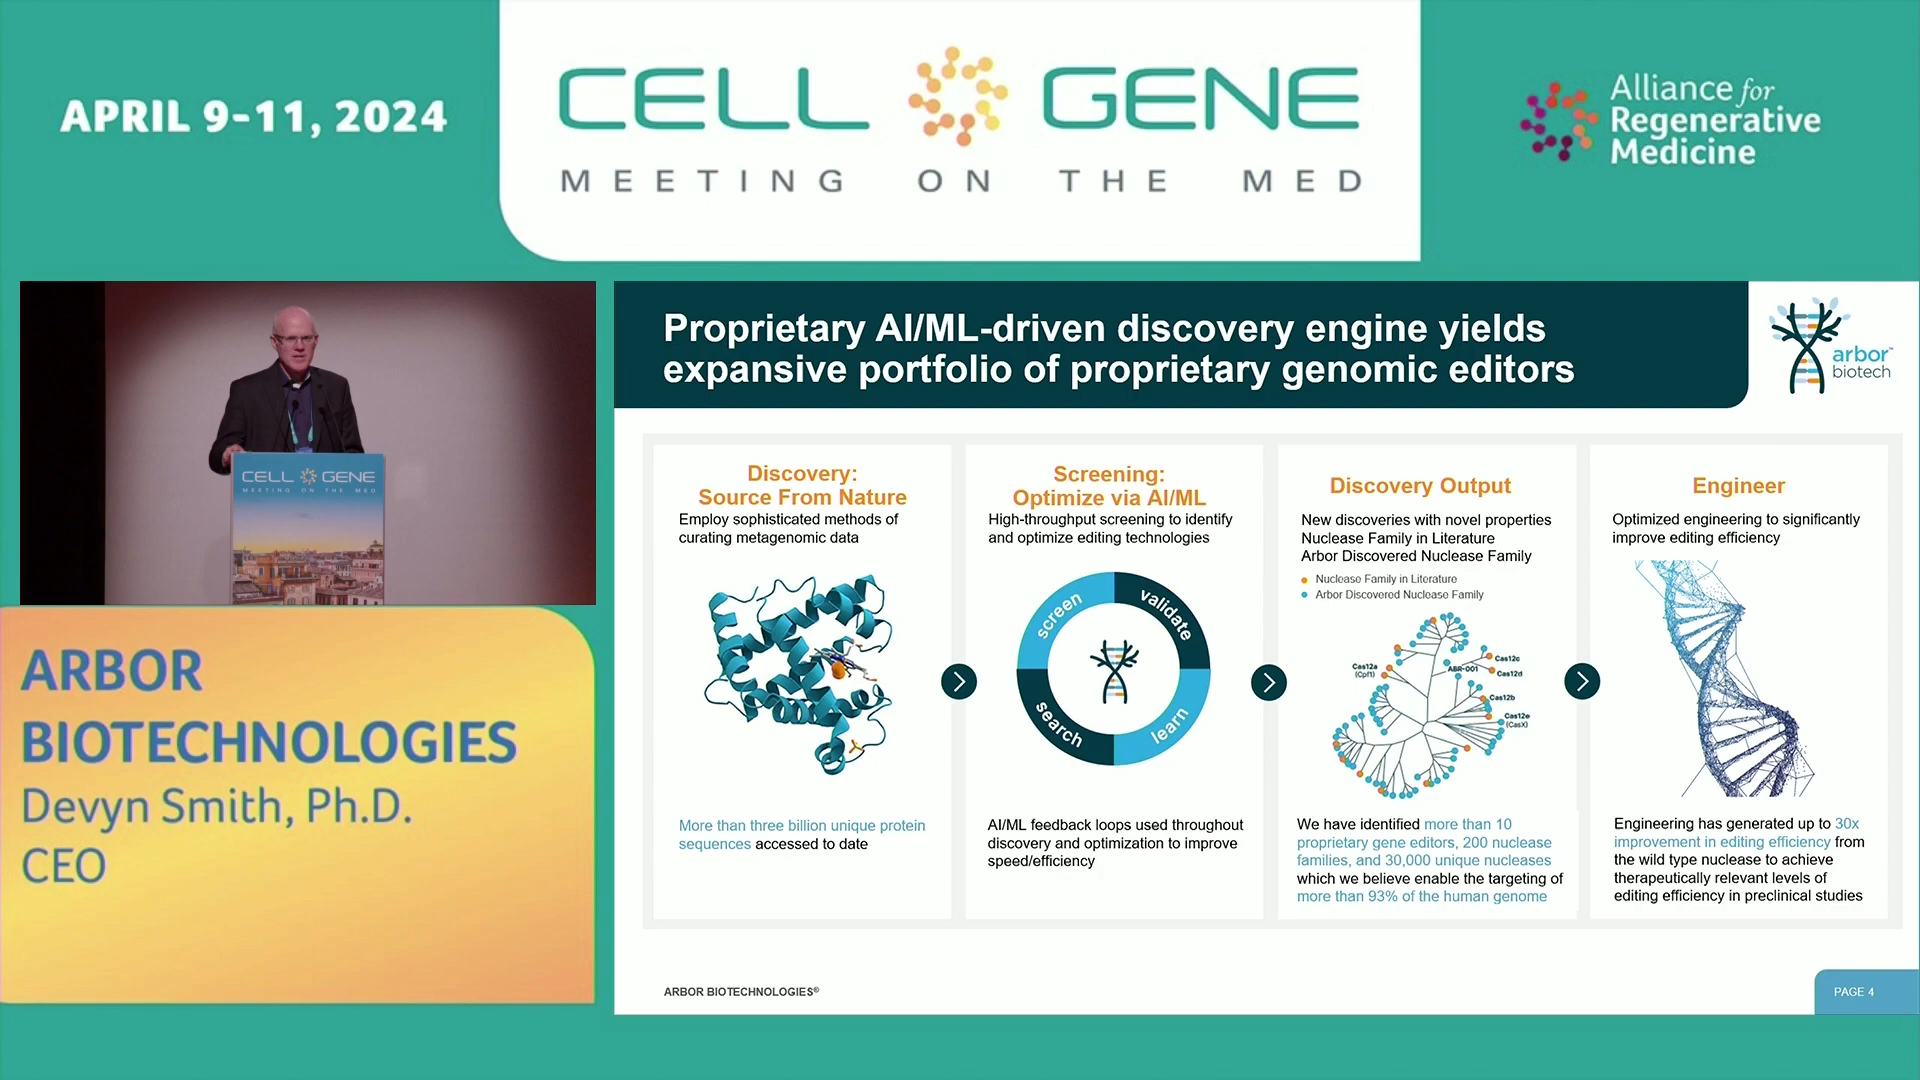 APRIL 9-11, 2024
CELL GENE
MEETING ON THE MED
Alliance for
Regenerative
Medicine
CELL GENE
MEETING ON THE MED
ARBOR
BIOTECHNOLOGIES
Devyn Smith, Ph.D.
CEO
Proprietary AI/ML-driven discovery engine yields
expansive portfolio of proprietary genomic editors
arbor™
biotech
Discovery:
Source From Nature
Employ sophisticated methods of
curating metagenomic data
More than three billion unique protein
sequences accessed to date
Screening:
Optimize via AI/ML
High-throughput screening to identify
and optimize editing technologies
screen
validate
search
learn
AI/ML feedback loops used throughout
discovery and optimization to improve
speed/efficiency
Discovery Output
New discoveries with novel properties
Nuclease Family in Literature
Arbor Discovered Nuclease Family
Nuclease Family in Literature
Arbor Discovered Nuclease Family
Cas12a
(Cpf1)
ABR-001
Cas12c
Cas12d
Cas12b
Cas12e
(CasX)
We have identified more than 10
proprietary gene editors, 200 nuclease
families, and 30,000 unique nucleases
which we believe enable the targeting of
more than 93% of the human genome
Engineer
Optimized engineering to significantly
improve editing efficiency
Engineering has generated up to 30x
improvement in editing efficiency from
the wild type nuclease to achieve
therapeutically relevant levels of
editing efficiency in preclinical studies
ARBOR BIOTECHNOLOGIES®
PAGE 4